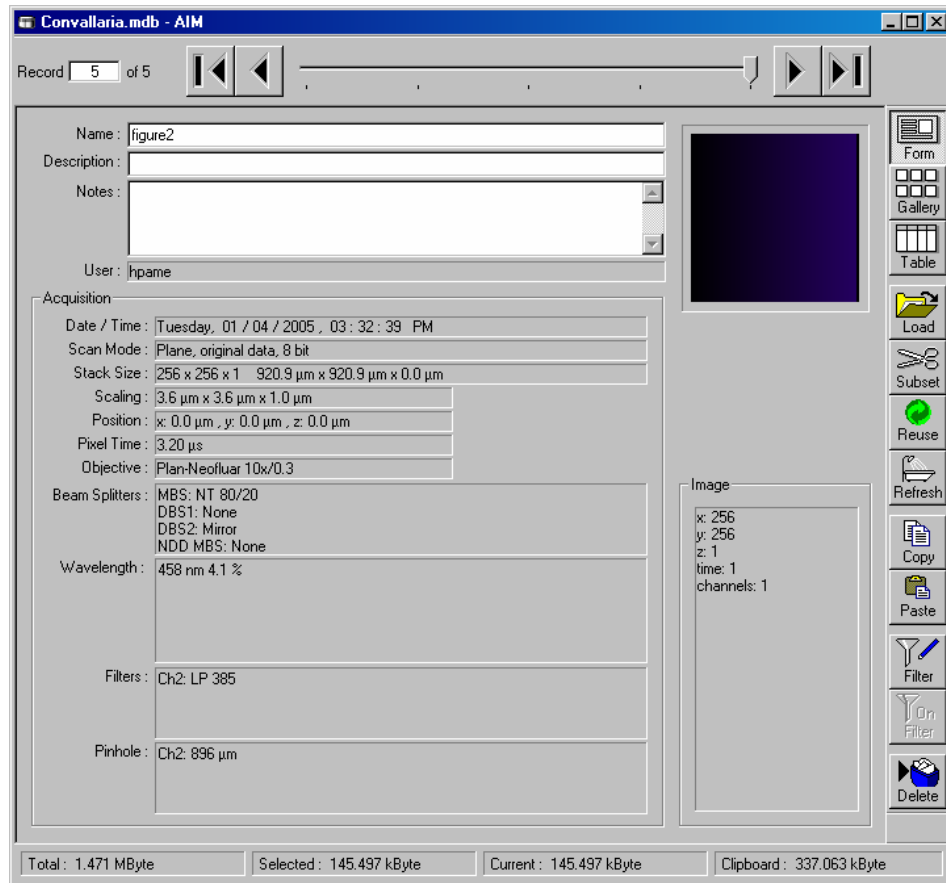 Convallaria.mdb - AIM
Record 5 of 5
Name : figure2
Description :
Notes :
User : hpame
Acquisition
Date / Time : Tuesday, 01 / 04 / 2005 , 03 : 32 : 39 PM
Scan Mode : Plane, original data, 8 bit
Stack Size : 256 x 256 x 1 920.9 µm x 920.9 µm x 0.0 µm
Scaling : 3.6 µm x 3.6 µm x 1.0 µm
Position : x: 0.0 µm , y: 0.0 µm , z: 0.0 µm
Pixel Time : 3.20 µs
Objective : Plan-Neofluar 10x/0.3
Beam Splitters : MBS: NT 80/20
DBS1: None
DBS2: Mirror
NDD MBS: None
Wavelength : 458 nm 4.1 %
Filters : Ch2: LP 385
Pinhole : Ch2: 896 µm
Image
x: 256
y: 256
z: 1
time: 1
channels: 1
Form
Gallery
Table
Load
Subset
Reuse
Refresh
Copy
Paste
Filter
On
Filter
Delete
Total : 1.471 MByte
Selected : 145.497 kByte
Current : 145.497 kByte
Clipboard : 337.063 kByte